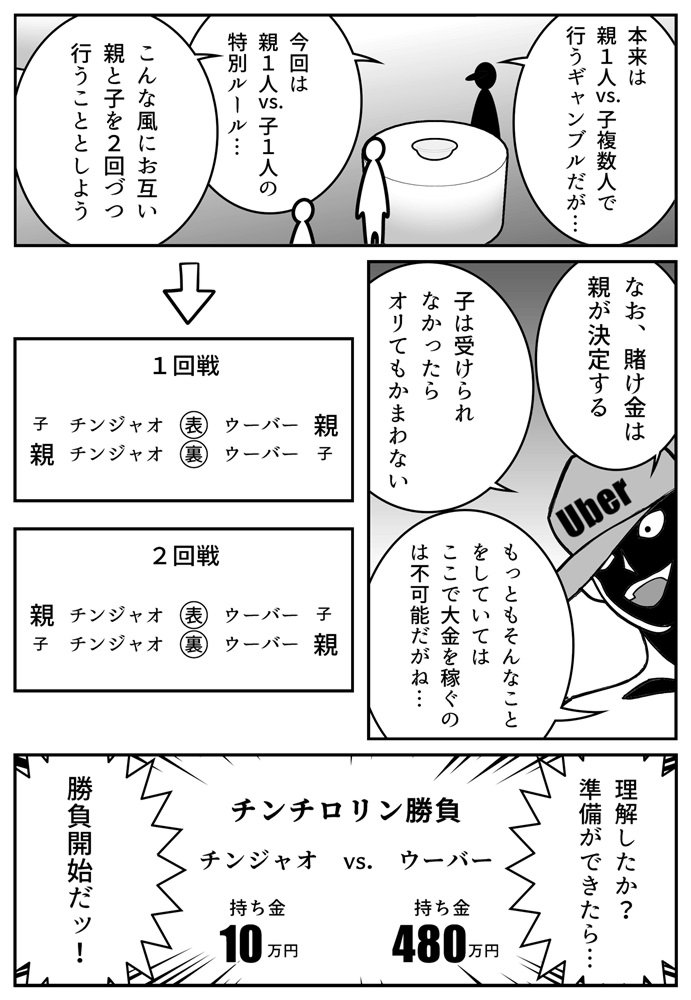 本来は
親１人vs.子複数人で
行うギャンブルだが…
今回は
親１人vs.子１人の
特別ルール…
こんな風にお互い
親と子を２回づつ
行うこととしよう
なお、賭け金は
親が決定する
子は受けられ
なかったら
オリてもかまわない
Uber
もっともそんなこと
をしていては
ここで大金を稼ぐの
は不可能だがね…
１回戦
子 チンジャオ 表 ウーバー 親
親 チンジャオ 裏 ウーバー 子
２回戦
親 チンジャオ 表 ウーバー 子
子 チンジャオ 裏 ウーバー 親
理解したか？
準備ができたら…
チンチロリン勝負
チンジャオ vs. ウーバー
持ち金 持ち金
10万円 480万円
勝負開始だッ！